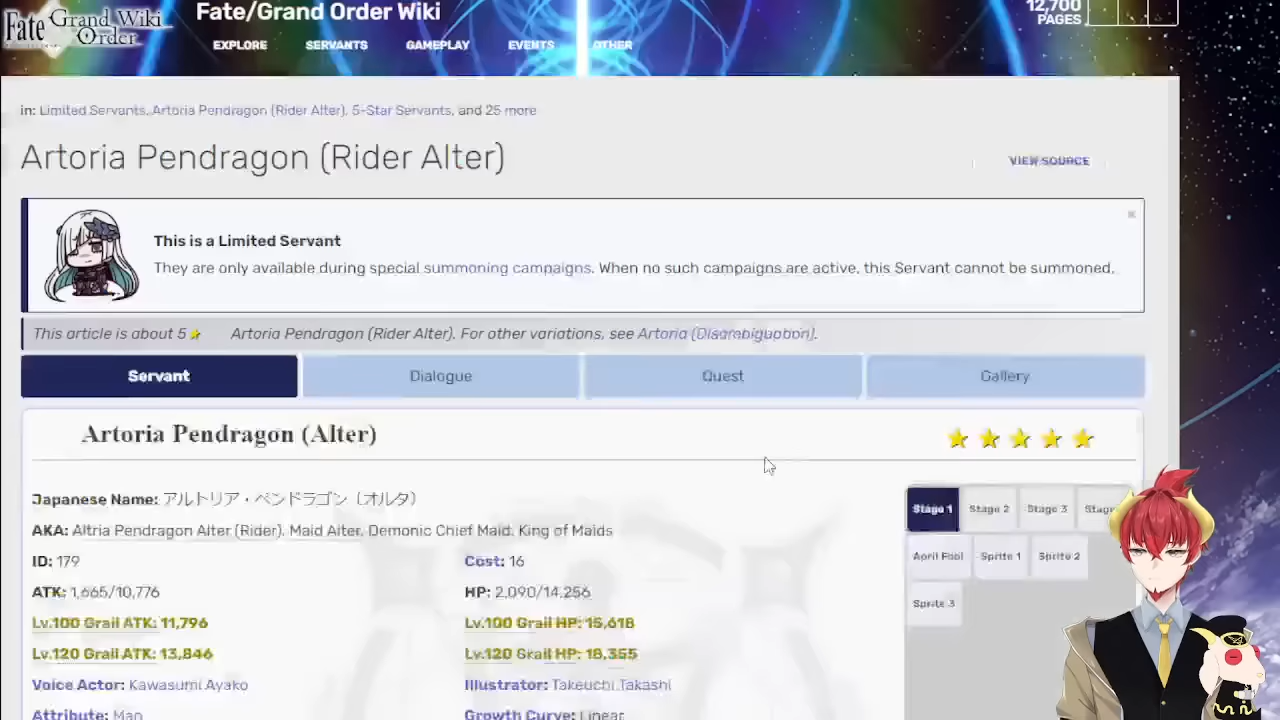 Fate Grand Wiki
Order
Fate/Grand Order Wiki
12,700
PAGES
EXPLORE SERVANTS GAMEPLAY EVENTS OTHER
in: Limited Servants, Artoria Pendragon (Rider Alter), 5-Star Servants, and 25 more
Artoria Pendragon (Rider Alter)
VIEW SOURCE
This is a Limited Servant
They are only available during special summoning campaigns. When no such campaigns are active, this Servant cannot be summoned.
This article is about 5 Artoria Pendragon (Rider Alter). For other variations, see Artoria (Disambiguation).
Servant Dialogue Quest Gallery
Artoria Pendragon (Alter)
Japanese Name: アルトリア・ペンドラゴン〔オルタ〕
AKA: Altria Pendragon Alter (Rider), Maid Alter, Demonic Chief Maid, King of Maids
ID: 179
Cost: 16
ATK: 1,665/10,776
HP: 2,090/14,256
Lv.100 Grail ATK: 11,796
Lv.100 Grail HP: 15,618
Lv.120 Grail ATK: 13,846
Lv.120 Grail HP: 18,355
Voice Actor: Kawasumi Ayako
Illustrator: Takeuchi Takashi
Attribute: Man
Growth Curve: Linear
Stage 1 Stage 2 Stage 3 Stage
April Fool Sprite 1 Sprite 2
Sprite 3